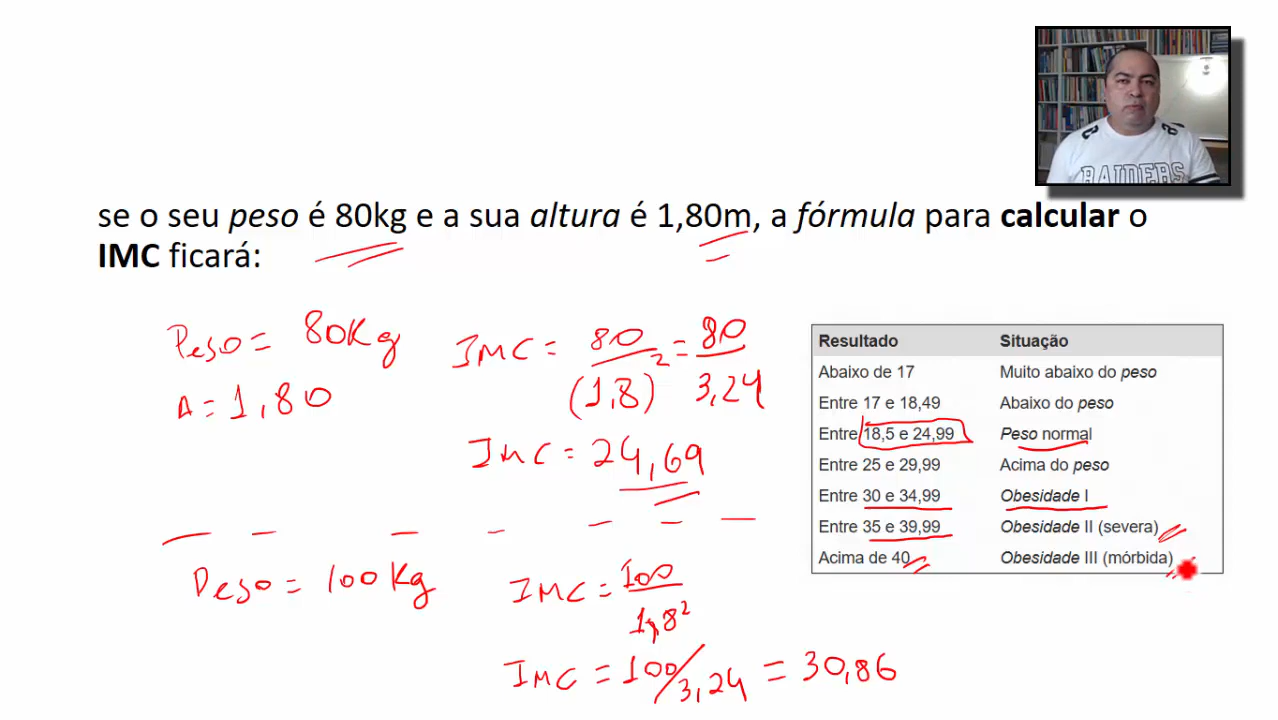 RAIDERS
se o seu peso é 80kg e a sua altura é 1,80m, a fórmula para calcular o
IMC ficará:
Peso = 80Kg
A = 1,80
IMC = 80/(1,8)² = 80/3,24
IMC = 24,69
Resultado Situação
Abaixo de 17 Muito abaixo do peso
Entre 17 e 18,49 Abaixo do peso
Entre 18,5 e 24,99 Peso normal
Entre 25 e 29,99 Acima do peso
Entre 30 e 34,99 Obesidade I
Entre 35 e 39,99 Obesidade II (severa)
Acima de 40 Obesidade III (mórbida)
Peso = 100Kg
IMC = 100/1,8²
IMC = 100/3,24 = 30,86